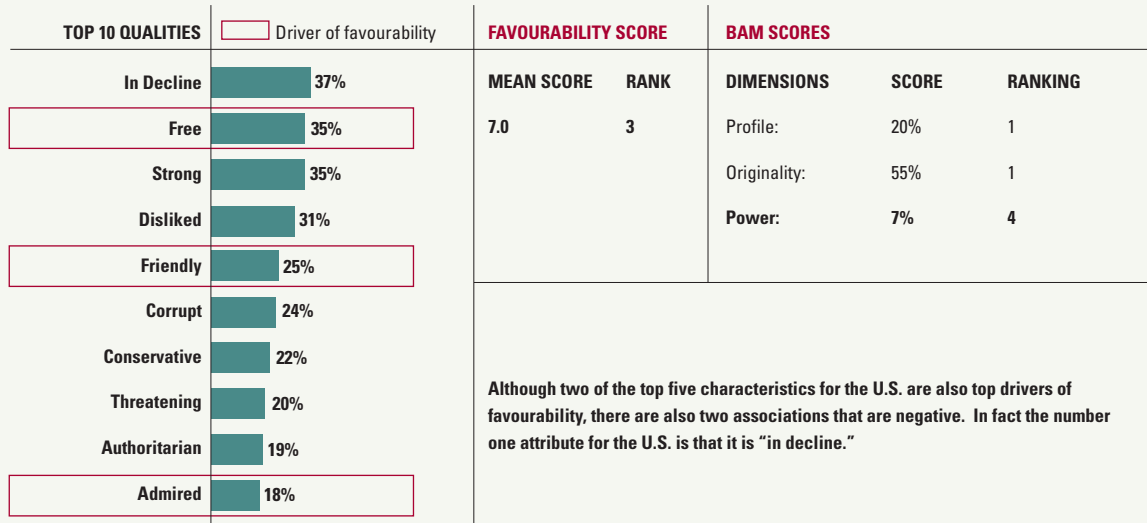 TOP 10 QUALITIES
Driver of favourability
In Decline 37%
Free 35%
Strong 35%
Disliked 31%
Friendly 25%
Corrupt 24%
Conservative 22%
Threatening 20%
Authoritarian 19%
Admired 18%
FAVOURABILITY SCORE
MEAN SCORE RANK
7.0 3
BAM SCORES
DIMENSIONS SCORE RANKING
Profile: 20% 1
Originality: 55% 1
Power: 7% 4
Although two of the top five characteristics for the U.S. are also top drivers of
favourability, there are also two associations that are negative.  In fact the number
one attribute for the U.S. is that it is “in decline.”